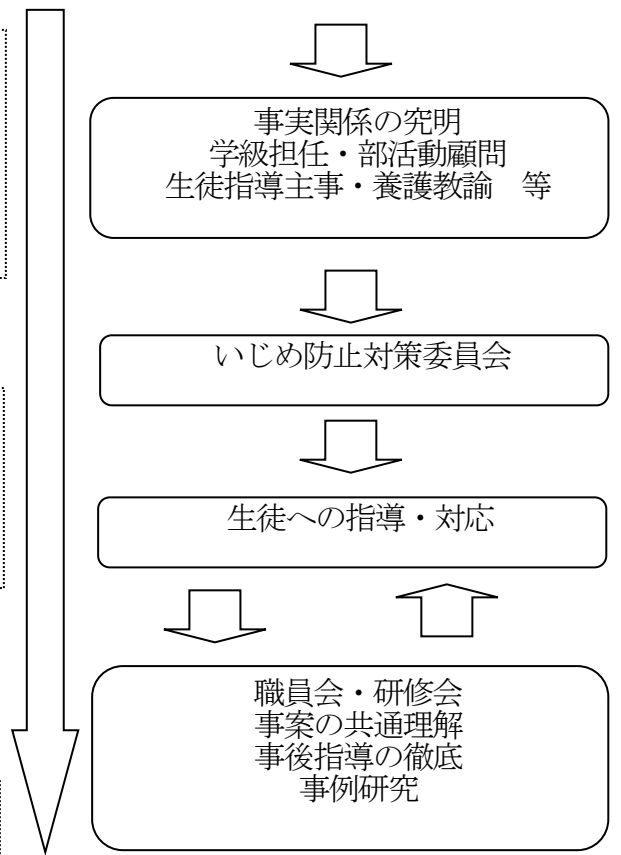 事実関係の究明
学級担任・部活動顧問
生徒指導主事・養護教諭　等
いじめ防止対策委員会
生徒への指導・対応
職員会・研修会
事案の共通理解
事後指導の徹底
事例研究